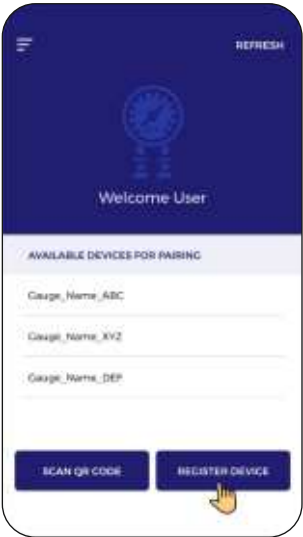 REFRESH
Welcome User
AVAILABLE DEVICES FOR PAIRING
Gauge_Name_ABC
Gauge_Name_XYZ
Gauge_Name_DEF
SCAN QR CODE REGISTER DEVICE